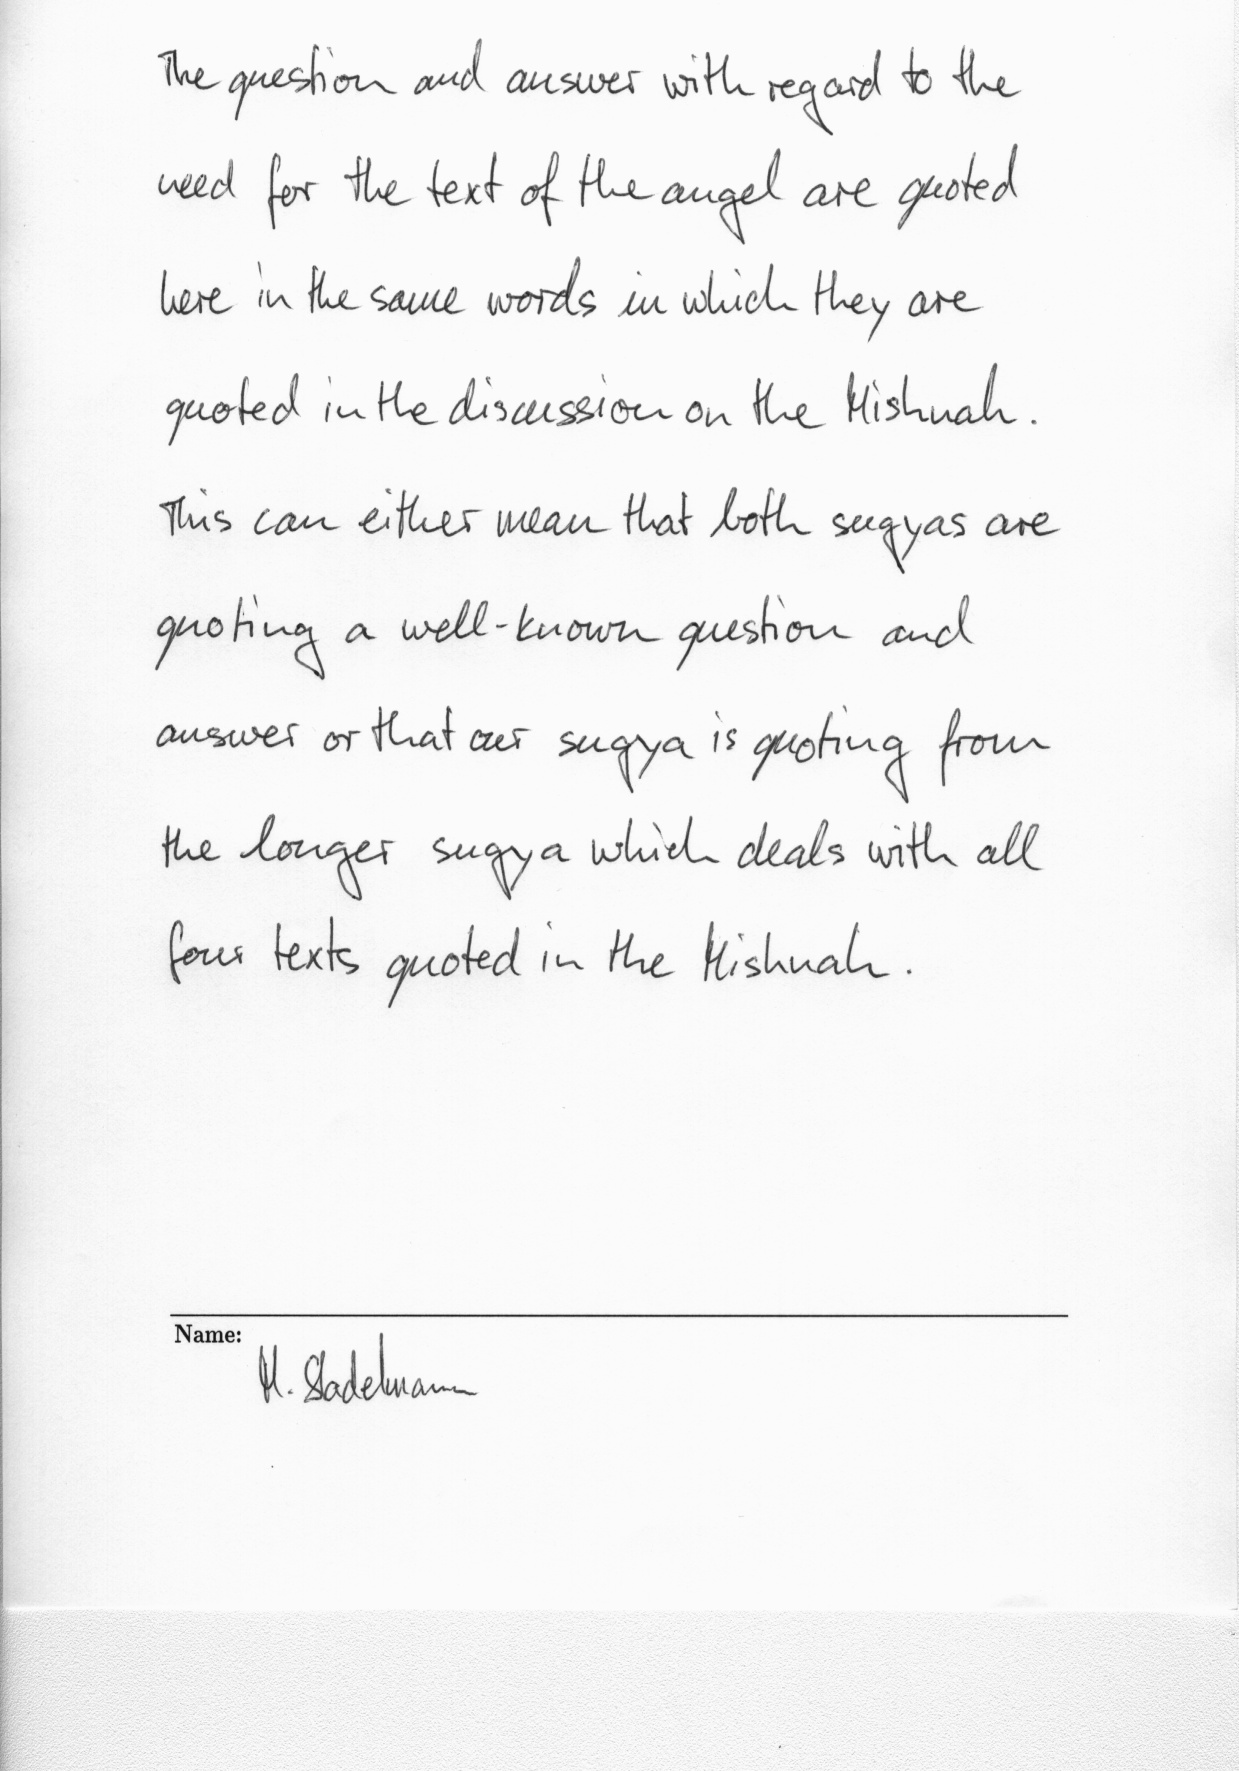 The question and answer with regard to the
need for the text of the angel are quoted
here in the same words in which they are
quoted in the discussion on the Mishnah.
This can either mean that both sugyas are
quoting a well-known question and
answer or that our sugya is quoting from
the longer sugya which deals with all
four texts quoted in the Mishnah.
Name:
M. Stadelmann